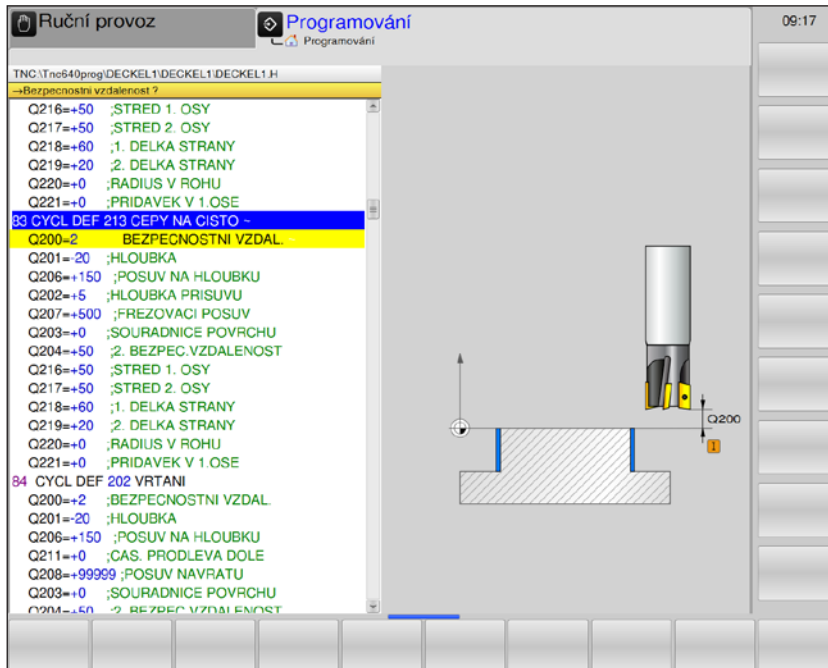 Ruční provoz
Programování
Programování
09:17
TNC:\Tnc640prog\DECKEL1\DECKEL1\DECKEL1.H
→Bezpecnostni vzdalenost ?
Q216=+50 ;STRED 1. OSY
Q217=+50 ;STRED 2. OSY
Q218=+60 ;1. DELKA STRANY
Q219=+20 ;2. DELKA STRANY
Q220=+0 ;RADIUS V ROHU
Q221=+0 ;PRIDAVEK V 1.OSE
83 CYCL DEF 213 CEPY NA CISTO ~
Q200=2 BEZPECNOSTNI VZDAL. ~
Q201=-20 ;HLOUBKA
Q206=+150 ;POSUV NA HLOUBKU
Q202=+5 ;HLOUBKA PRISUVU
Q207=+500 ;FREZOVACI POSUV
Q203=+0 ;SOURADNICE POVRCHU
Q204=+50 ;2. BEZPEC.VZDALENOST
Q216=+50 ;STRED 1. OSY
Q217=+50 ;STRED 2. OSY
Q218=+60 ;1. DELKA STRANY
Q219=+20 ;2. DELKA STRANY
Q220=+0 ;RADIUS V ROHU
Q221=+0 ;PRIDAVEK V 1.OSE
84 CYCL DEF 202 VRTANI
Q200=+2 ;BEZPECNOSTNI VZDAL.
Q201=-20 ;HLOUBKA
Q206=+150 ;POSUV NA HLOUBKU
Q211=+0 ;CAS. PRODLEVA DOLE
Q208=+99999 ;POSUV NAVRATU
Q203=+0 ;SOURADNICE POVRCHU
Q204=+50 ;2. BEZPEC.VZDALENOST
Q200
1